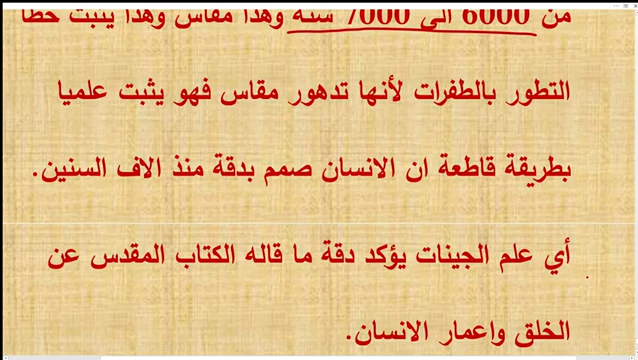 من 6000 الى 7000 سنة وهذا مقاس وهذا يثبت خطا
التطور بالطفرات لأنها تدهور مقاس فهو يثبت علميا
بطريقة قاطعة ان الانسان صمم بدقة منذ الاف السنين.
أي علم الجينات يؤكد دقة ما قاله الكتاب المقدس عن
الخلق واعمار الانسان.